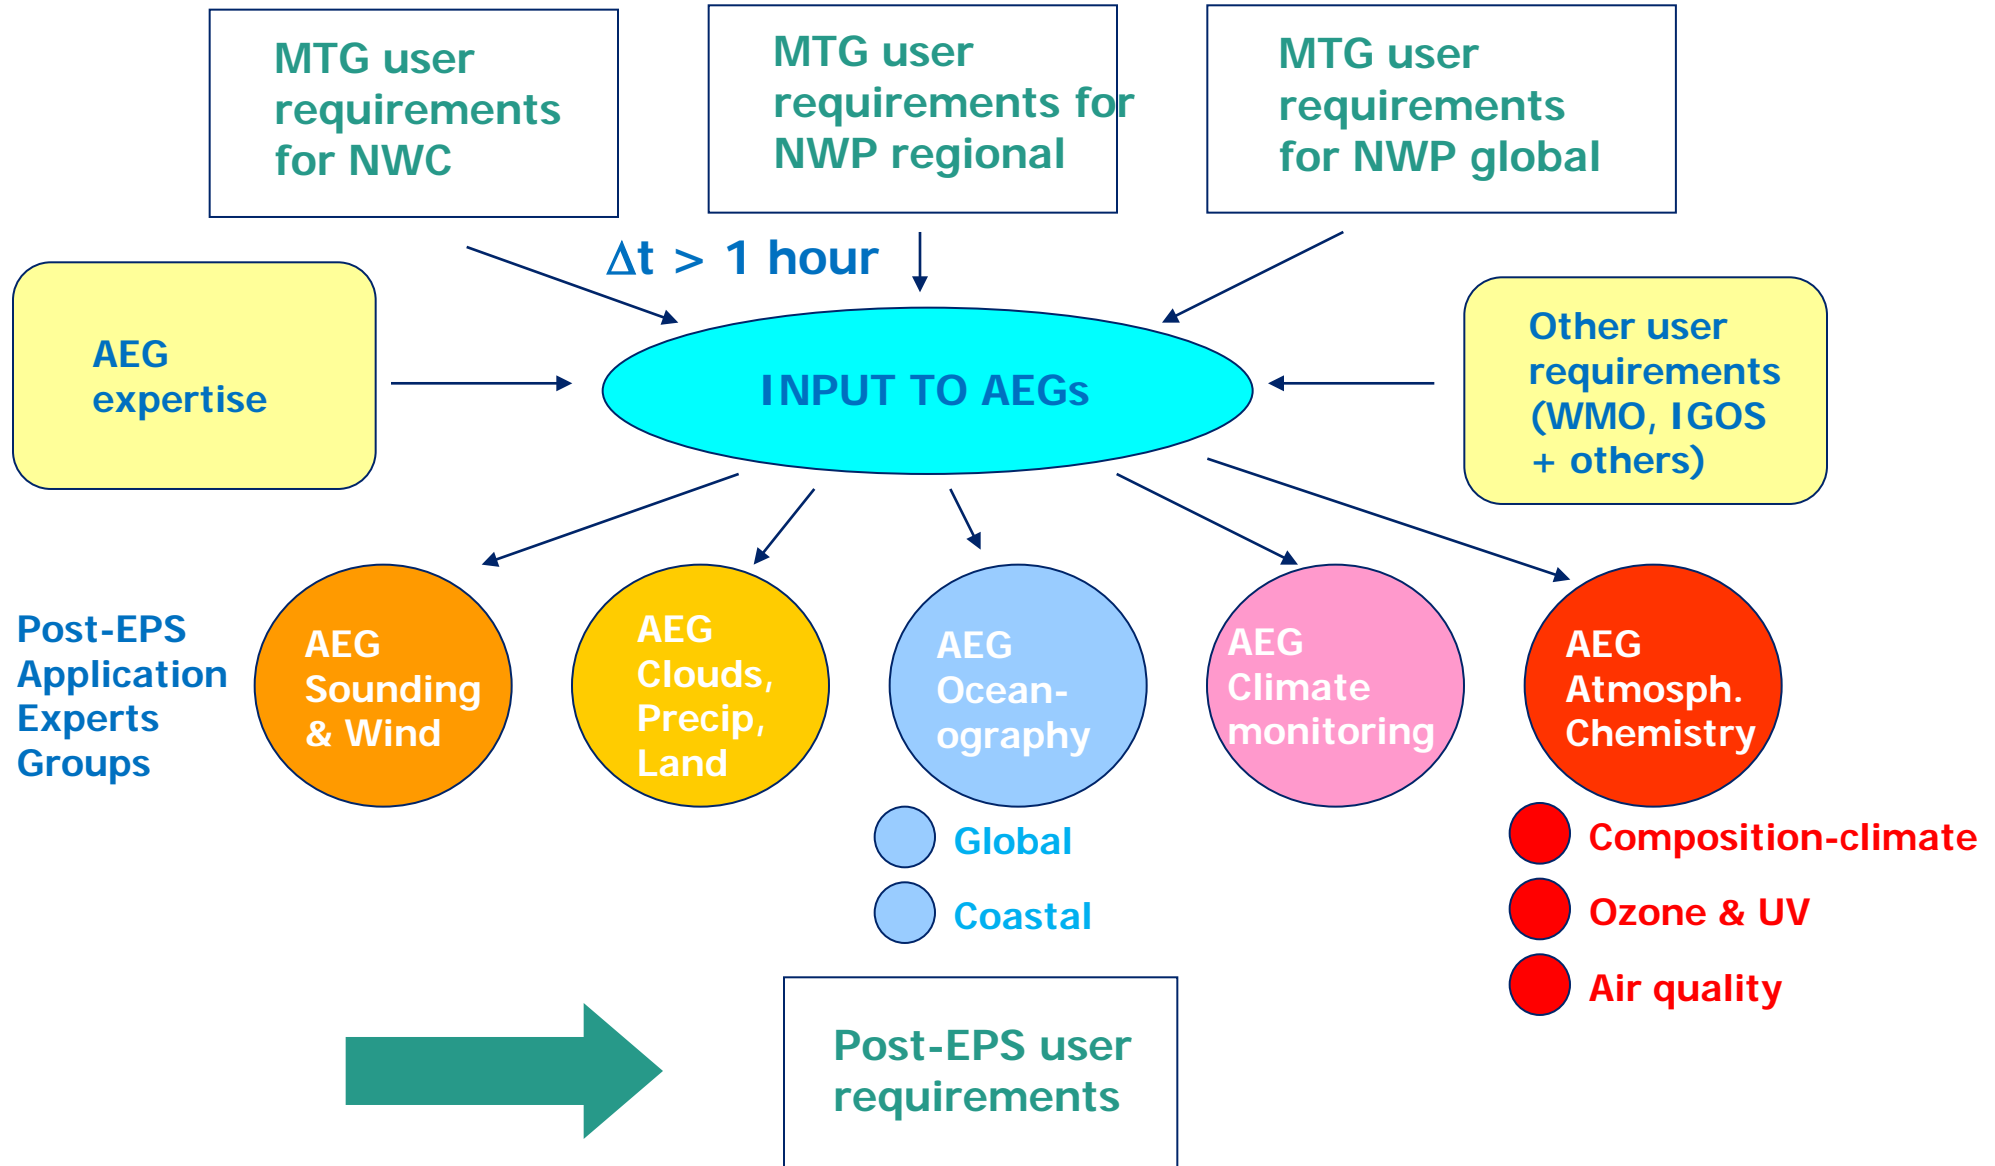 MTG user
requirements
for NWC
MTG user
requirements for
NWP regional
MTG user
requirements
for NWP global
Δt > 1 hour
AEG
expertise
INPUT TO AEGs
Other user
requirements
(WMO, IGOS
+ others)
Post-EPS
Application
Experts
Groups
AEG
Sounding
& Wind
AEG
Clouds,
Precip,
Land
AEG
Ocean-
ography
AEG
Climate
monitoring
AEG
Atmosph.
Chemistry
Global
Coastal
Composition-climate
Ozone & UV
Air quality
Post-EPS user
requirements